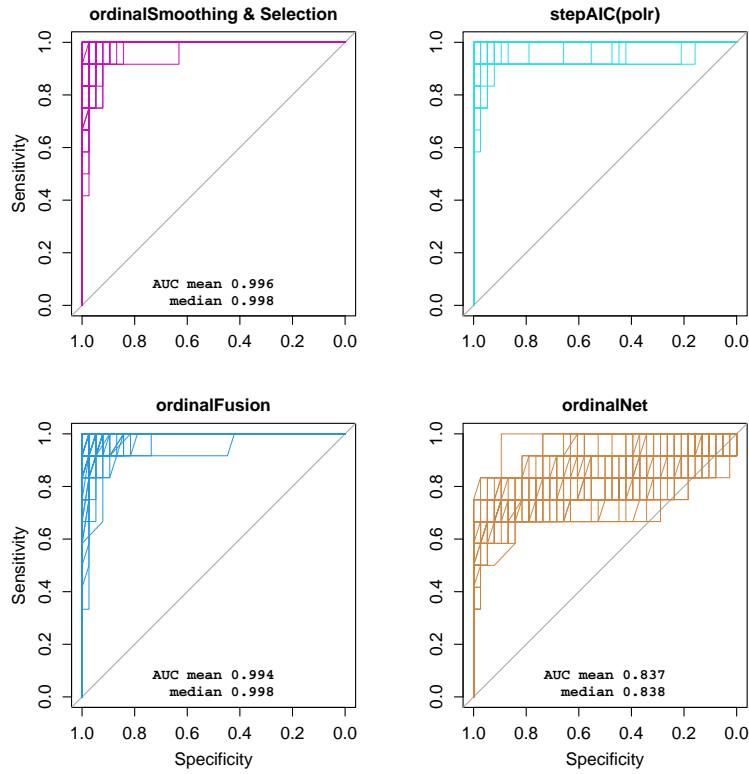 ordinalSmoothing & Selection
Sensitivity
0.0 0.2 0.4 0.6 0.8 1.0
AUC mean 0.996
median 0.998
1.0 0.8 0.6 0.4 0.2 0.0
stepAIC(polr)
0.0 0.2 0.4 0.6 0.8 1.0
1.0 0.8 0.6 0.4 0.2 0.0
ordinalFusion
Sensitivity
0.0 0.2 0.4 0.6 0.8 1.0
AUC mean 0.994
median 0.998
1.0 0.8 0.6 0.4 0.2 0.0
Specificity
ordinalNet
0.0 0.2 0.4 0.6 0.8 1.0
AUC mean 0.837
median 0.838
1.0 0.8 0.6 0.4 0.2 0.0
Specificity